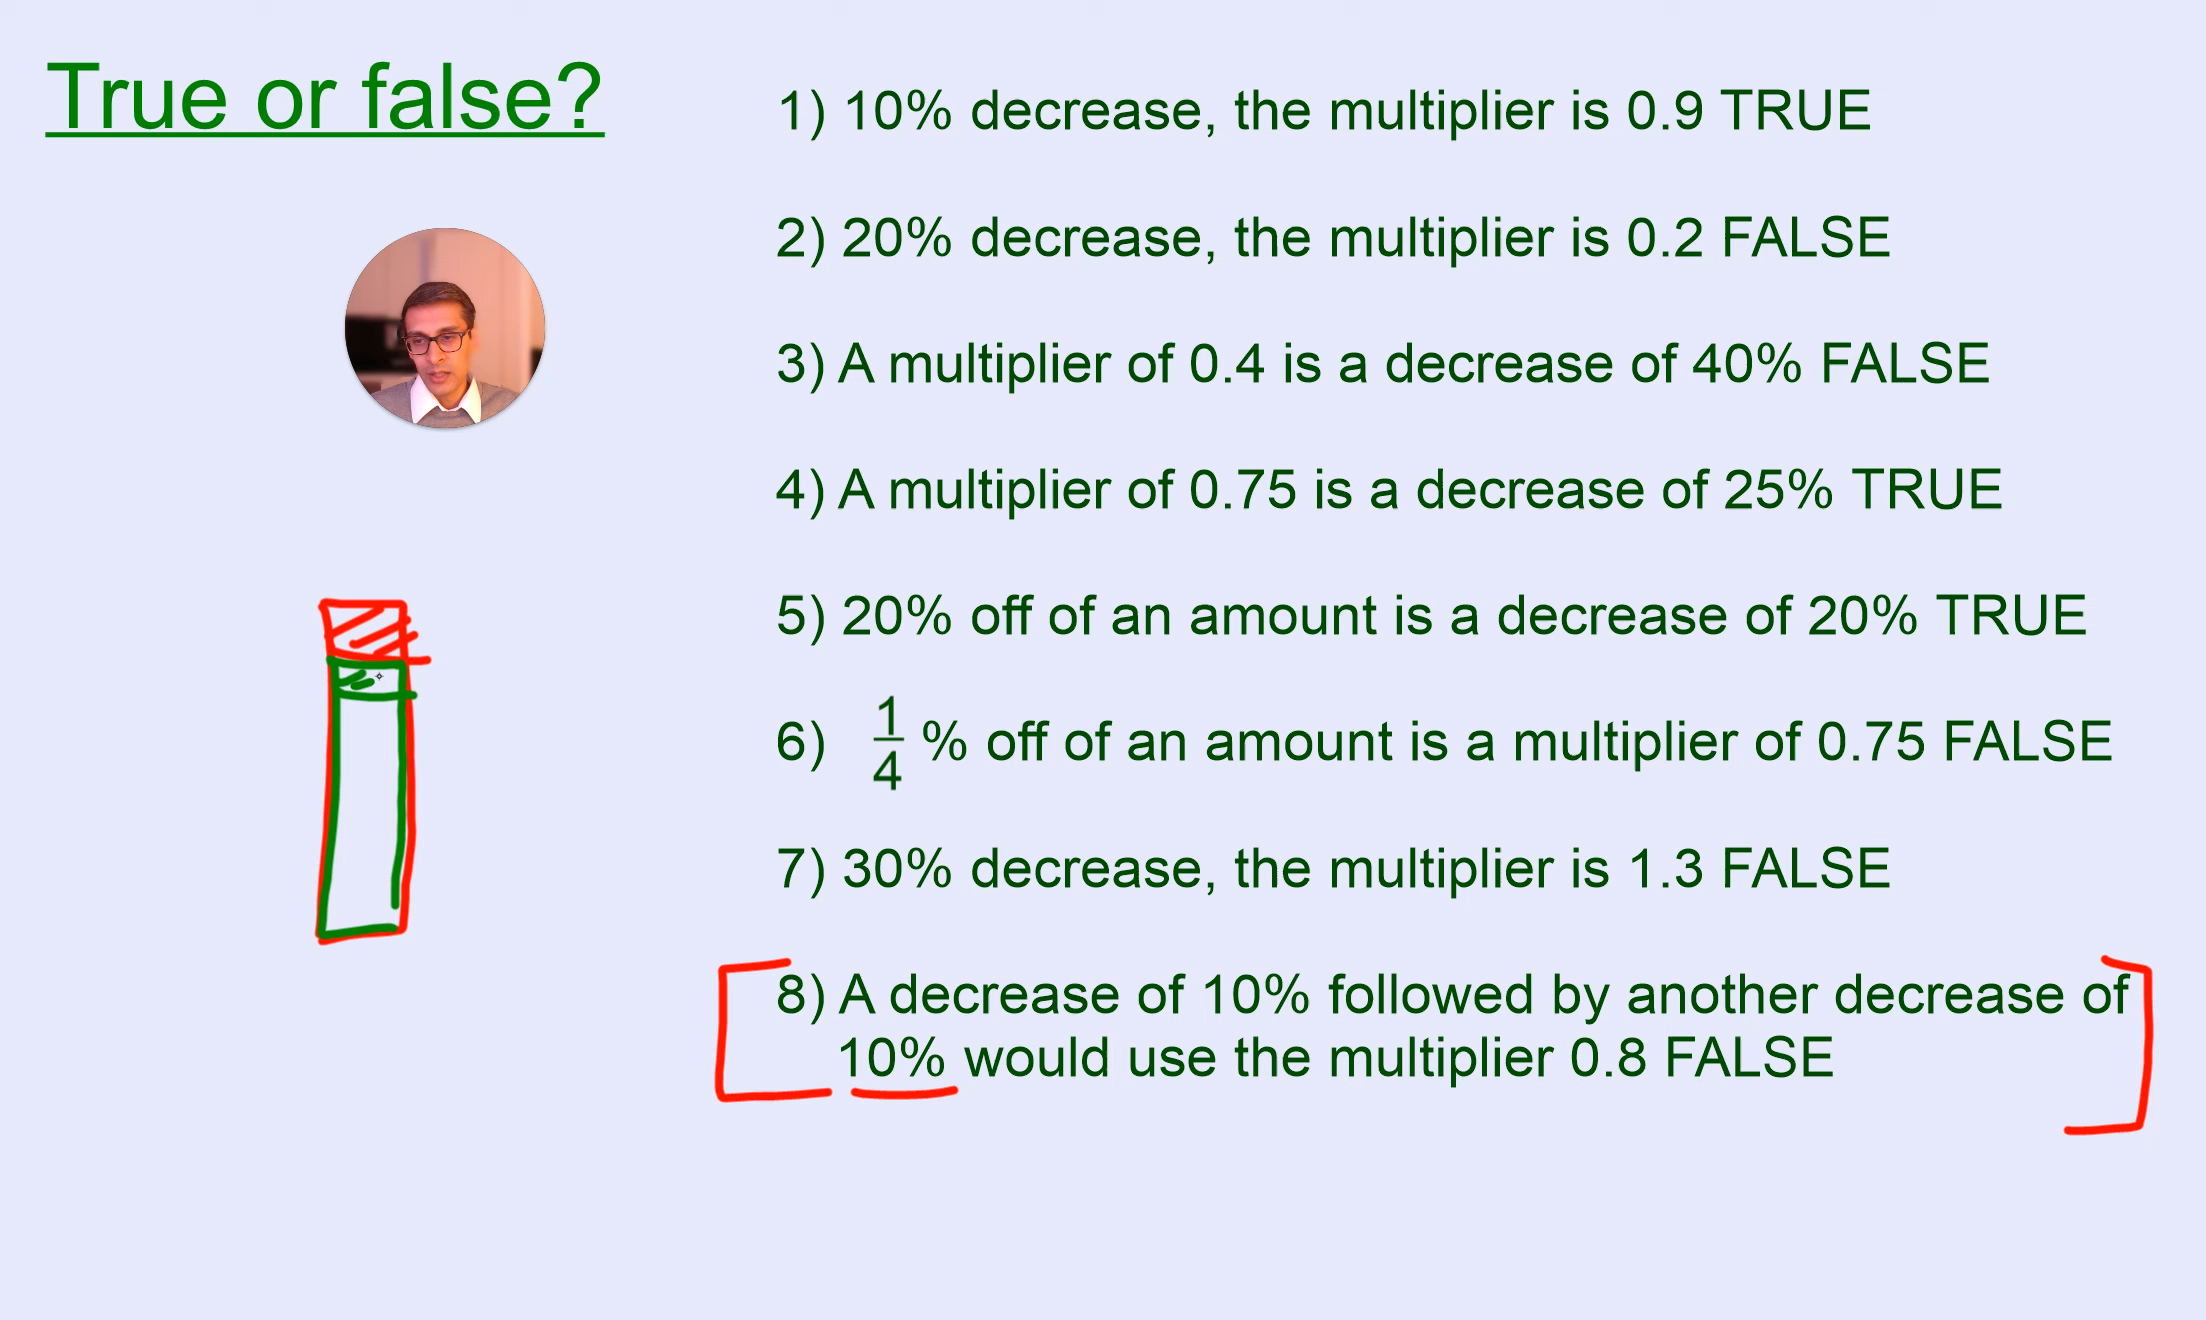 True or false?
1) 10% decrease, the multiplier is 0.9 TRUE
2) 20% decrease, the multiplier is 0.2 FALSE
3) A multiplier of 0.4 is a decrease of 40% FALSE
4) A multiplier of 0.75 is a decrease of 25% TRUE
5) 20% off of an amount is a decrease of 20% TRUE
6) 1/4 % off of an amount is a multiplier of 0.75 FALSE
7) 30% decrease, the multiplier is 1.3 FALSE
8) A decrease of 10% followed by another decrease of
10% would use the multiplier 0.8 FALSE